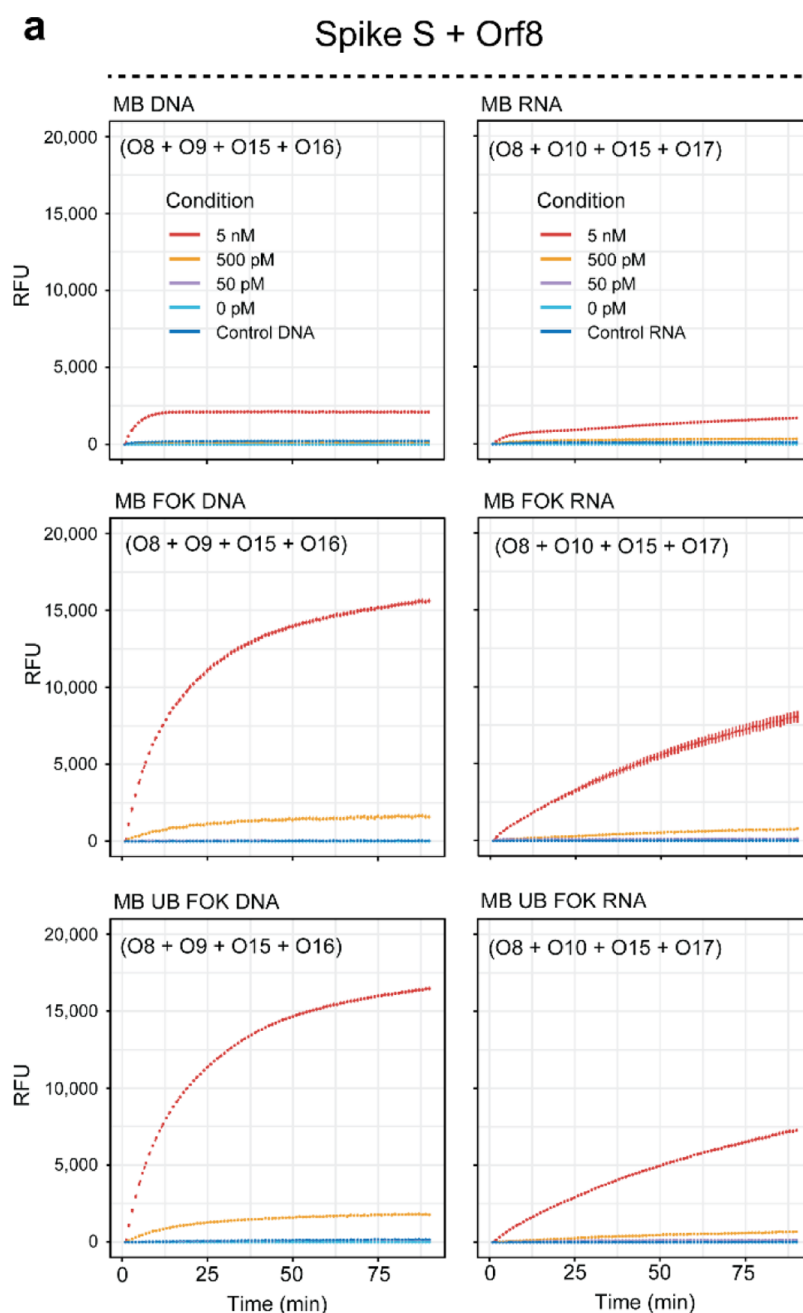 a
Spike S + Orf8
MB DNA
(O8 + O9 + O15 + O16)
Condition
5 nM
500 pM
50 pM
0 pM
Control DNA
20,000
15,000
10,000
5,000
0
RFU
MB RNA
(O8 + O10 + O15 + O17)
Condition
5 nM
500 pM
50 pM
0 pM
Control RNA
MB FOK DNA
(O8 + O9 + O15 + O16)
20,000
15,000
10,000
5,000
0
RFU
MB FOK RNA
(O8 + O10 + O15 + O17)
MB UB FOK DNA
(O8 + O9 + O15 + O16)
20,000
15,000
10,000
5,000
0
RFU
0 25 50 75
Time (min)
MB UB FOK RNA
(O8 + O10 + O15 + O17)
0 25 50 75
Time (min)